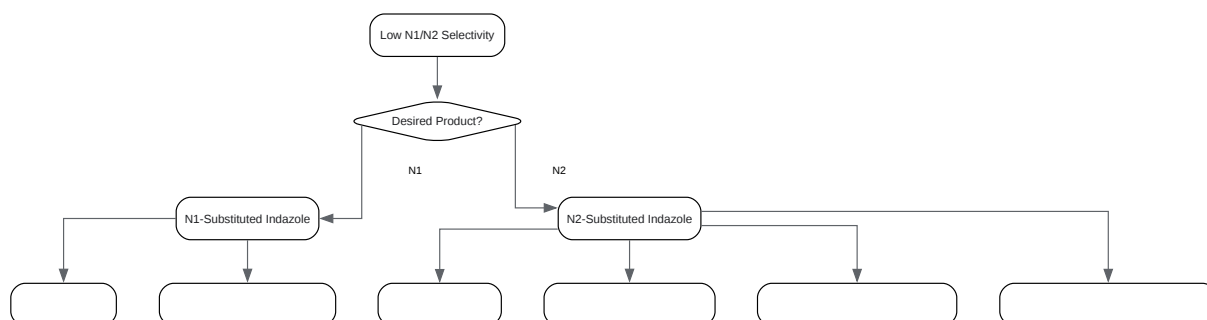 Low N1/N2 Selectivity
Desired Product?
N1
N2
N1-Substituted Indazole
N2-Substituted Indazole